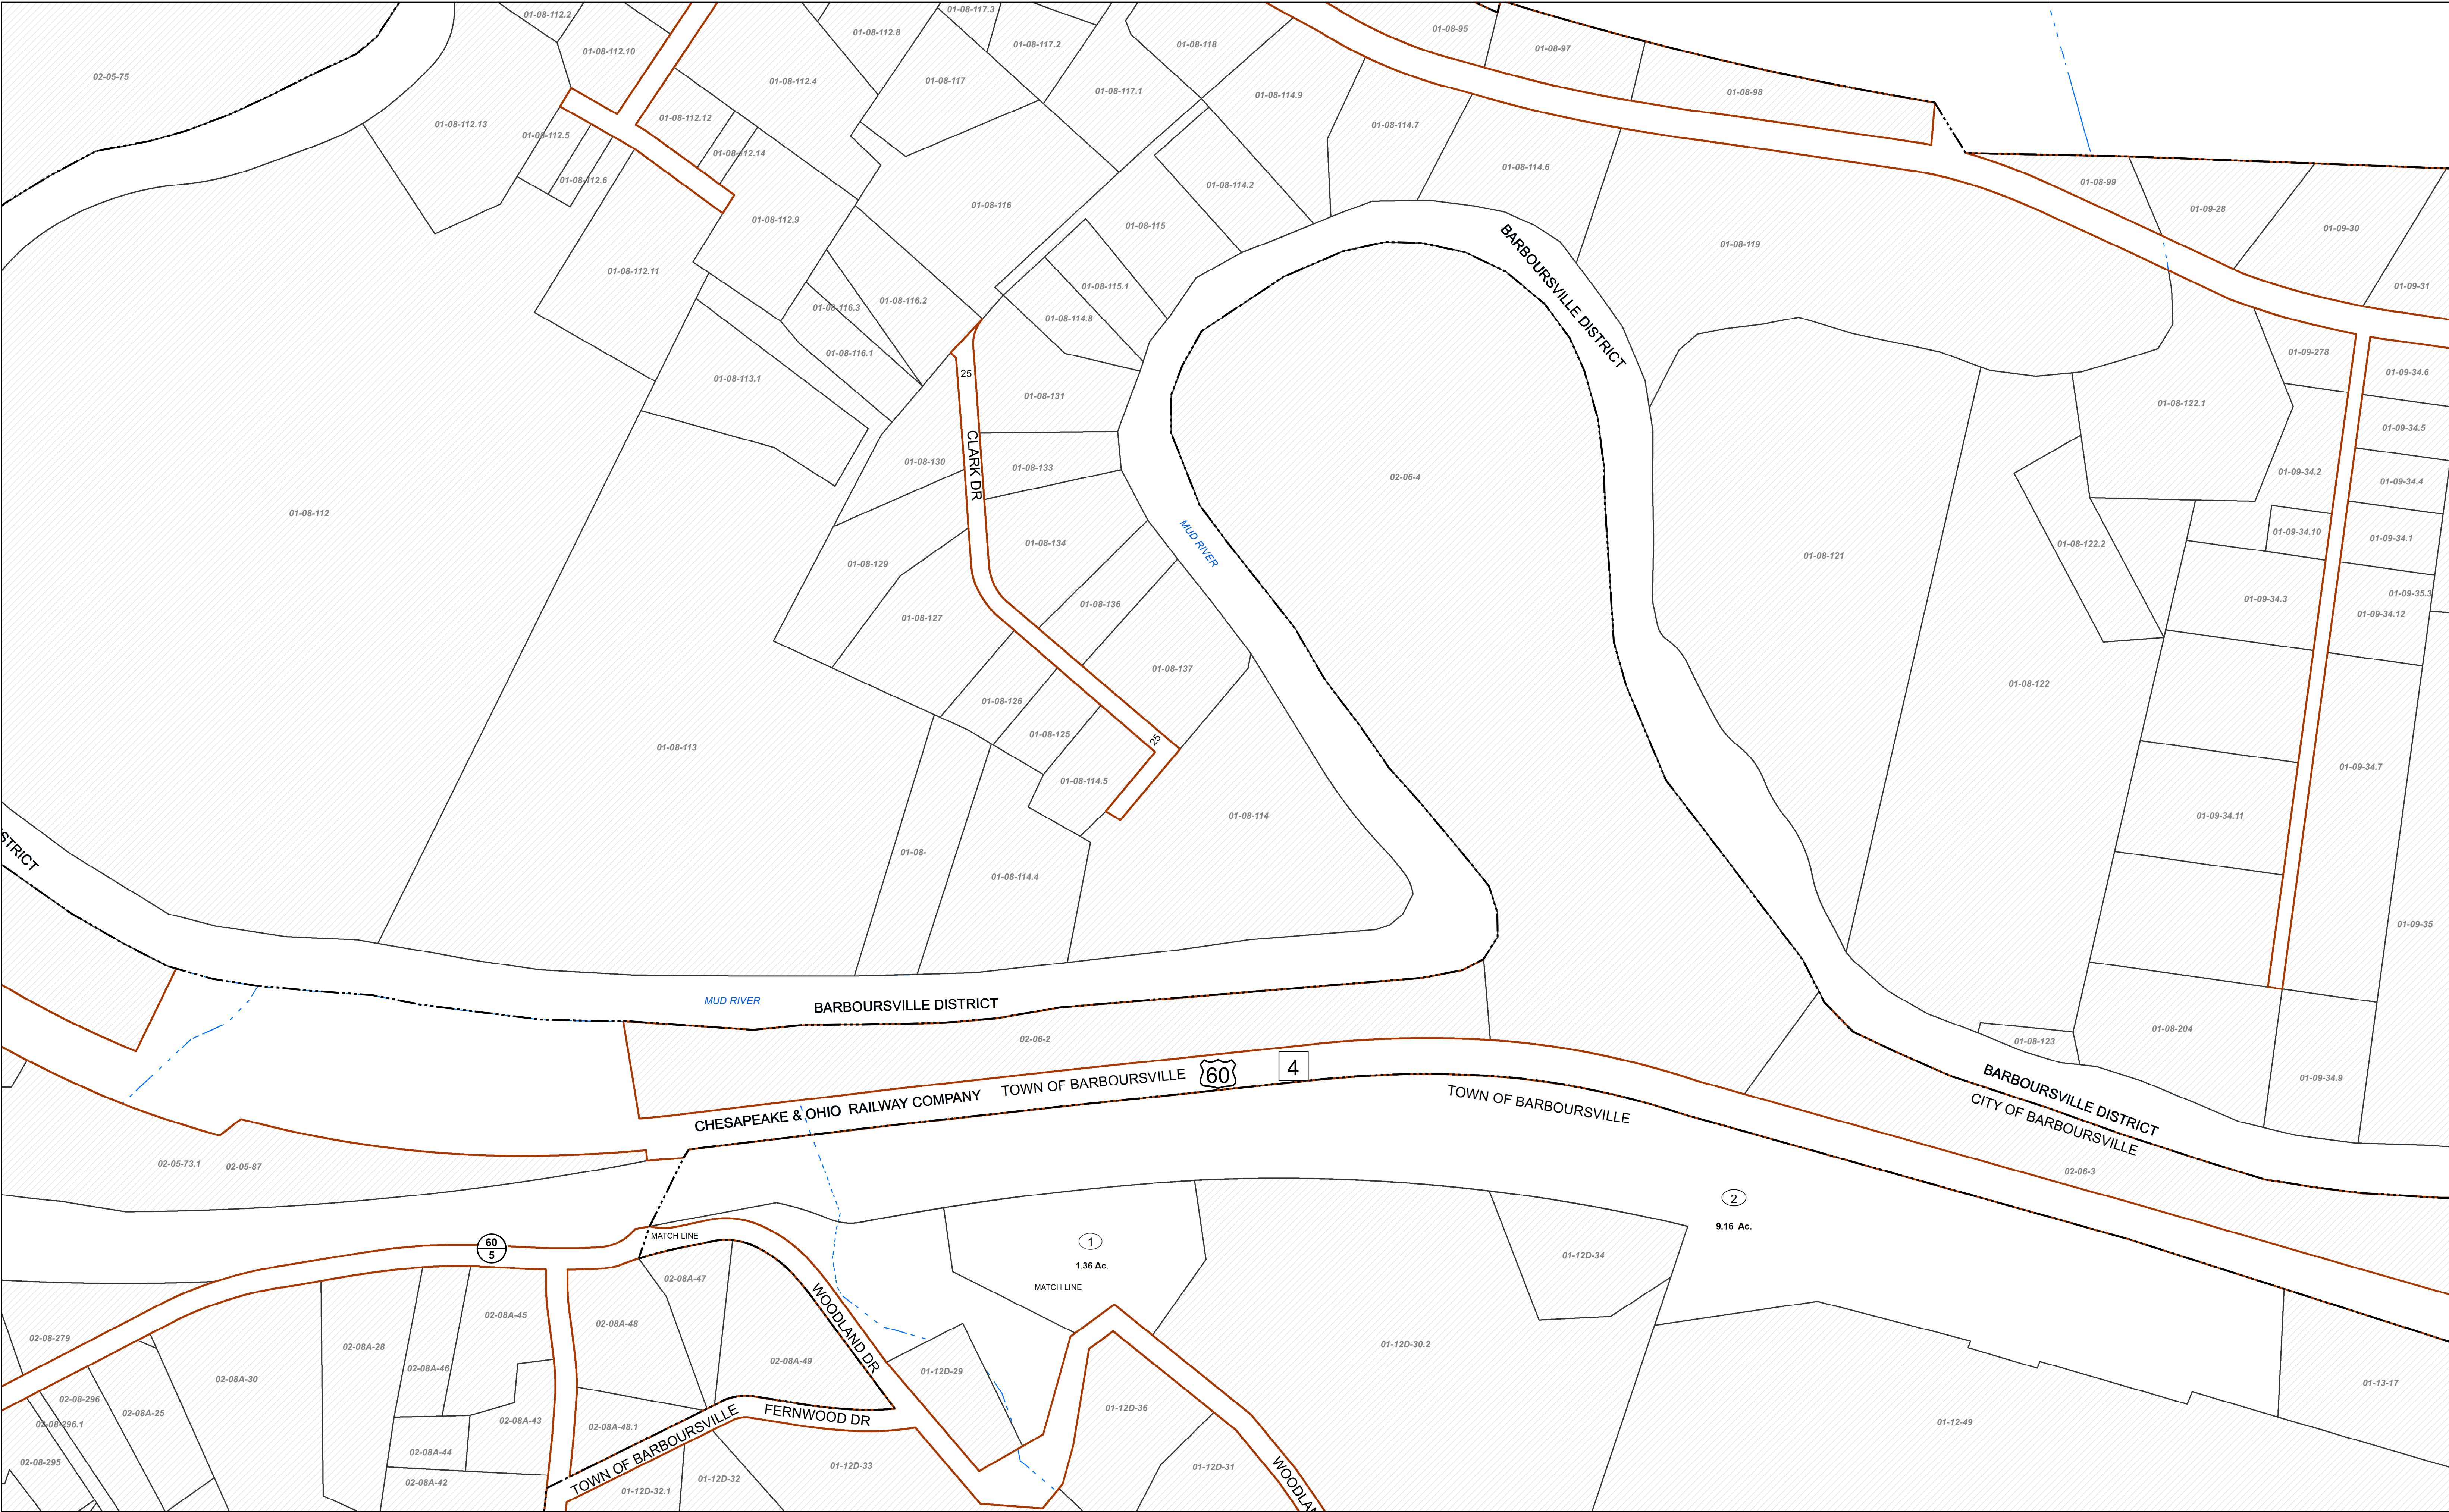 01-08-112.2
01-08-117.3
02-05-75
01-08-112.10
01-08-112.8
01-08-117.2
01-08-118
01-08-95
01-08-97
01-08-112.4
01-08-117
01-08-117.1
01-08-114.9
01-08-98
01-08-112.13
01-08-112.5
01-08-112.12
01-08-114.7
01-08-112.14
01-08-112.6
01-08-114.2
01-08-114.6
01-08-99
01-08-112.9
01-08-116
01-08-115
01-09-28
01-09-30
01-08-119
BARBOURSVILLE DISTRICT
01-08-112.11
01-08-116.2
01-08-115.1
01-09-31
01-08-116.3
01-08-114.8
01-08-116.1
01-09-278
01-08-113.1
25
01-09-34.6
01-08-131
01-08-122.1
01-09-34.5
CLARK DR
01-08-130
01-08-133
02-06-4
01-09-34.2
01-09-34.4
01-08-112
MUD RIVER
01-08-134
01-08-121
01-08-122.2
01-09-34.10
01-09-34.1
01-08-129
01-08-136
01-09-34.3
01-09-35.3
01-08-127
01-09-34.12
01-08-137
01-08-126
01-08-122
01-08-125
25
01-08-113
01-08-114.5
01-09-34.7
01-08-114
01-09-34.11
STRICT
01-08-
01-08-114.4
01-09-35
MUD RIVER
BARBOURSVILLE DISTRICT
02-06-2
01-08-204
01-08-123
60
4
01-09-34.9
TOWN OF BARBOURSVILLE
CHESAPEAKE & OHIO RAILWAY COMPANY
TOWN OF BARBOURSVILLE
BARBOURSVILLE DISTRICT
CITY OF BARBOURSVILLE
02-05-73.1
02-05-87
02-06-3
2
9.16 Ac.
60
5
MATCH LINE
1
1.36 Ac.
01-12D-34
MATCH LINE
02-08A-47
02-08-279
02-08A-28
02-08A-45
02-08A-48
WOODLAND DR
02-08A-46
02-08A-49
01-12D-29
01-12D-30.2
02-08A-30
01-13-17
02-08-296
02-08A-25
02-08A-43
FERNWOOD DR
01-12D-36
02-08-296.1
02-08A-48.1
TOWN OF BARBOURSVILLE
01-12-49
02-08A-44
02-08-295
02-08A-42
01-12D-32
01-12D-33
01-12D-31
01-12D-32.1
WOODLAN